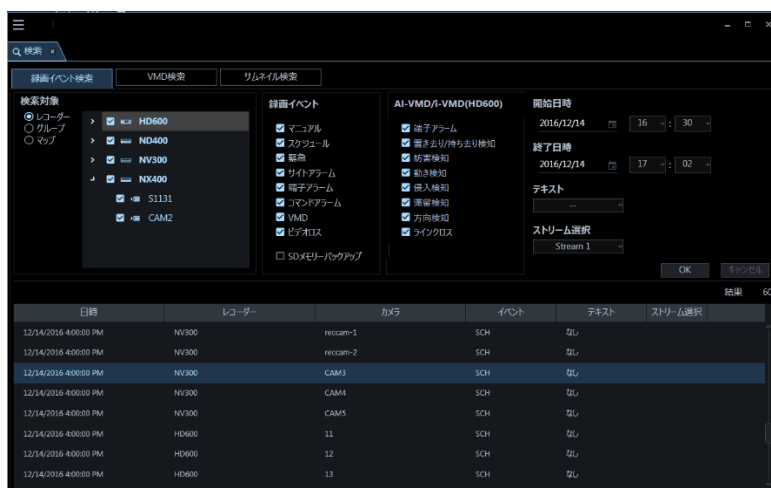 検索 ×
録画イベント検索 VMD検索 サムネイル検索
検索対象
レコーダー
グループ
マップ
HD600
ND400
NV300
NX400
S1131
CAM2
録画イベント
マニュアル
スケジュール
緊急
サイトアラーム
端子アラーム
コマンドアラーム
VMD
ビデオロス
SDメモリーバックアップ
AI-VMD/i-VMD(HD600)
端子アラーム
置き去り/持ち去り検知
妨害検知
動き検知
侵入検知
滞留検知
方向検知
ラインクロス
開始日時
2016/12/14 16 : 30
終了日時
2016/12/14 17 : 02
テキスト
--
ストリーム選択
Stream 1
OK キャンセル
結果 60
日時 レコーダー カメラ イベント テキスト ストリーム選択
12/14/2016 4:00:00 PM NV300 reccam-1 SCH なし
12/14/2016 4:00:00 PM NV300 reccam-2 SCH なし
12/14/2016 4:00:00 PM NV300 CAM3 SCH なし
12/14/2016 4:00:00 PM NV300 CAM4 SCH なし
12/14/2016 4:00:00 PM NV300 CAM5 SCH なし
12/14/2016 4:00:00 PM HD600 11 SCH なし
12/14/2016 4:00:00 PM HD600 12 SCH なし
12/14/2016 4:00:00 PM HD600 13 SCH なし